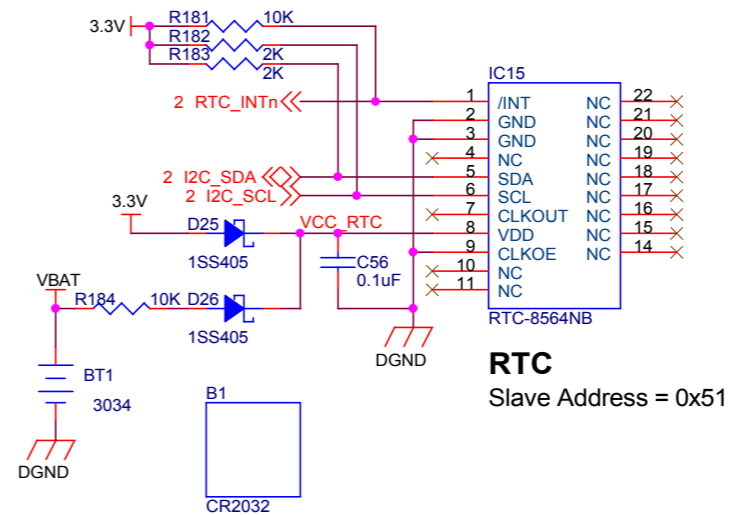 3.3V
R181 10K
R182
R183 2K
2K
2 RTC_INTn
2 I2C_SDA
2 I2C_SCL
3.3V
D25
VCC_RTC
1SS405
C56
0.1uF
VBAT
R184 10K D26
1SS405
BT1
3034
DGND
DGND
B1
CR2032
IC15
1 /INT NC 22
2 GND NC 21
3 GND NC 20
4 NC NC 19
5 SDA NC 18
6 SCL NC 17
7 CLKOUT NC 16
8 VDD NC 15
9 CLKOE NC 14
10 NC
11 NC
RTC-8564NB
RTC
Slave Address = 0x51